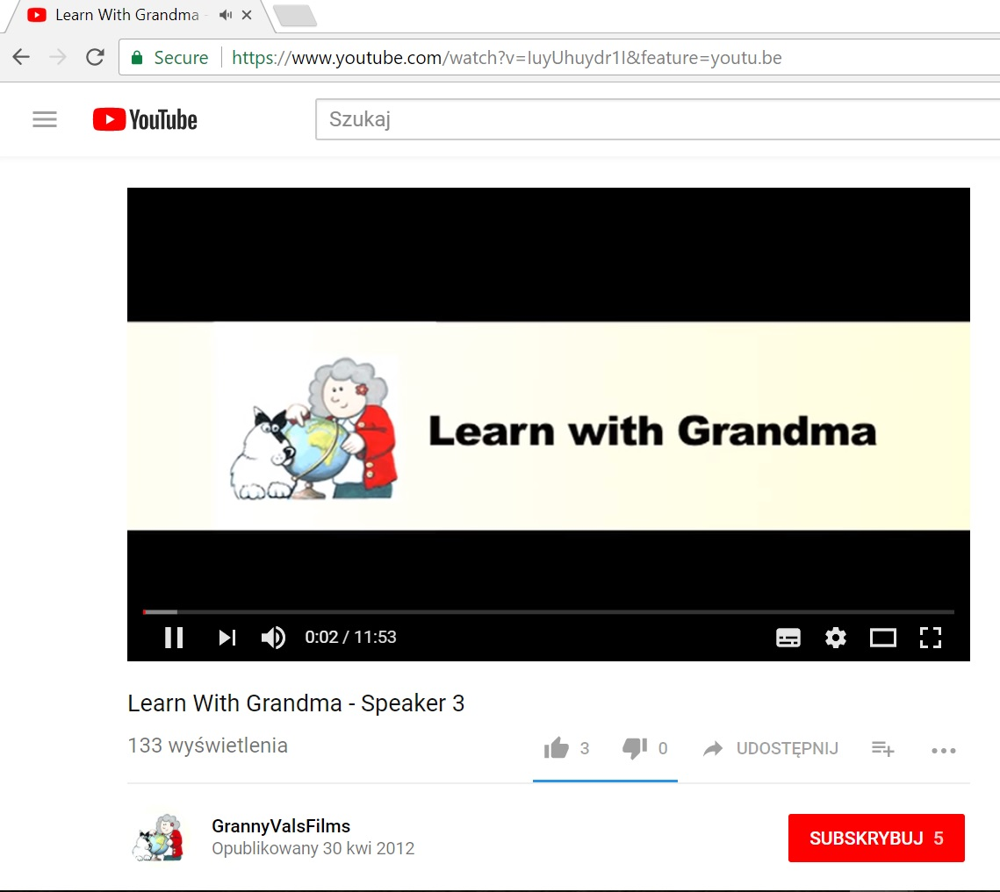 Learn With Grandma
Secure https://www.youtube.com/watch?v=IuyUhuydr1I&feature=youtu.be
YouTube
Szukaj
Learn with Grandma
0:02 / 11:53
Learn With Grandma - Speaker 3
133 wyświetlenia
3 0 UDOSTĘPNIJ
GrannyValsFilms
Opublikowany 30 kwi 2012
SUBSKRYBUJ 5